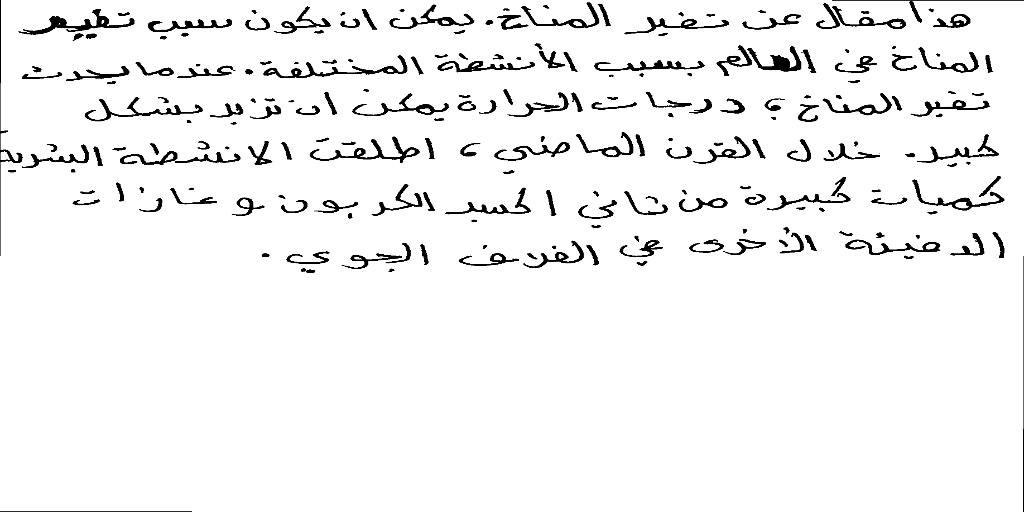 هذا مقال عن تغير المناخ. يمكن ان يكون سبب تغيير
المناخ في العالم بسبب الأنشطة المختلفة. عندما يحدث
تغير المناخ ، درجات الحرارة يمكن ان تزيد بشكل
كبير. خلال القرن الماضي ، اطلقت الانشطة البشرية
كميات كبيرة من ثاني اكسيد الكربون و غازات
الدفيئة الأخرى في الغلاف الجوي .